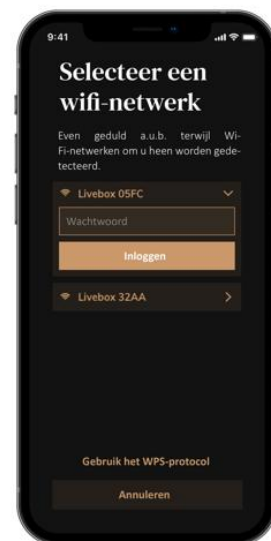 9:41
Selecteer een
wifi-netwerk
Even geduld a.u.b. terwijl Wi-
Fi-netwerken om u heen worden gede-
tecteerd.
Livebox 05FC
Wachtwoord
Inloggen
Livebox 32AA
Gebruik het WPS-protocol
Annuleren